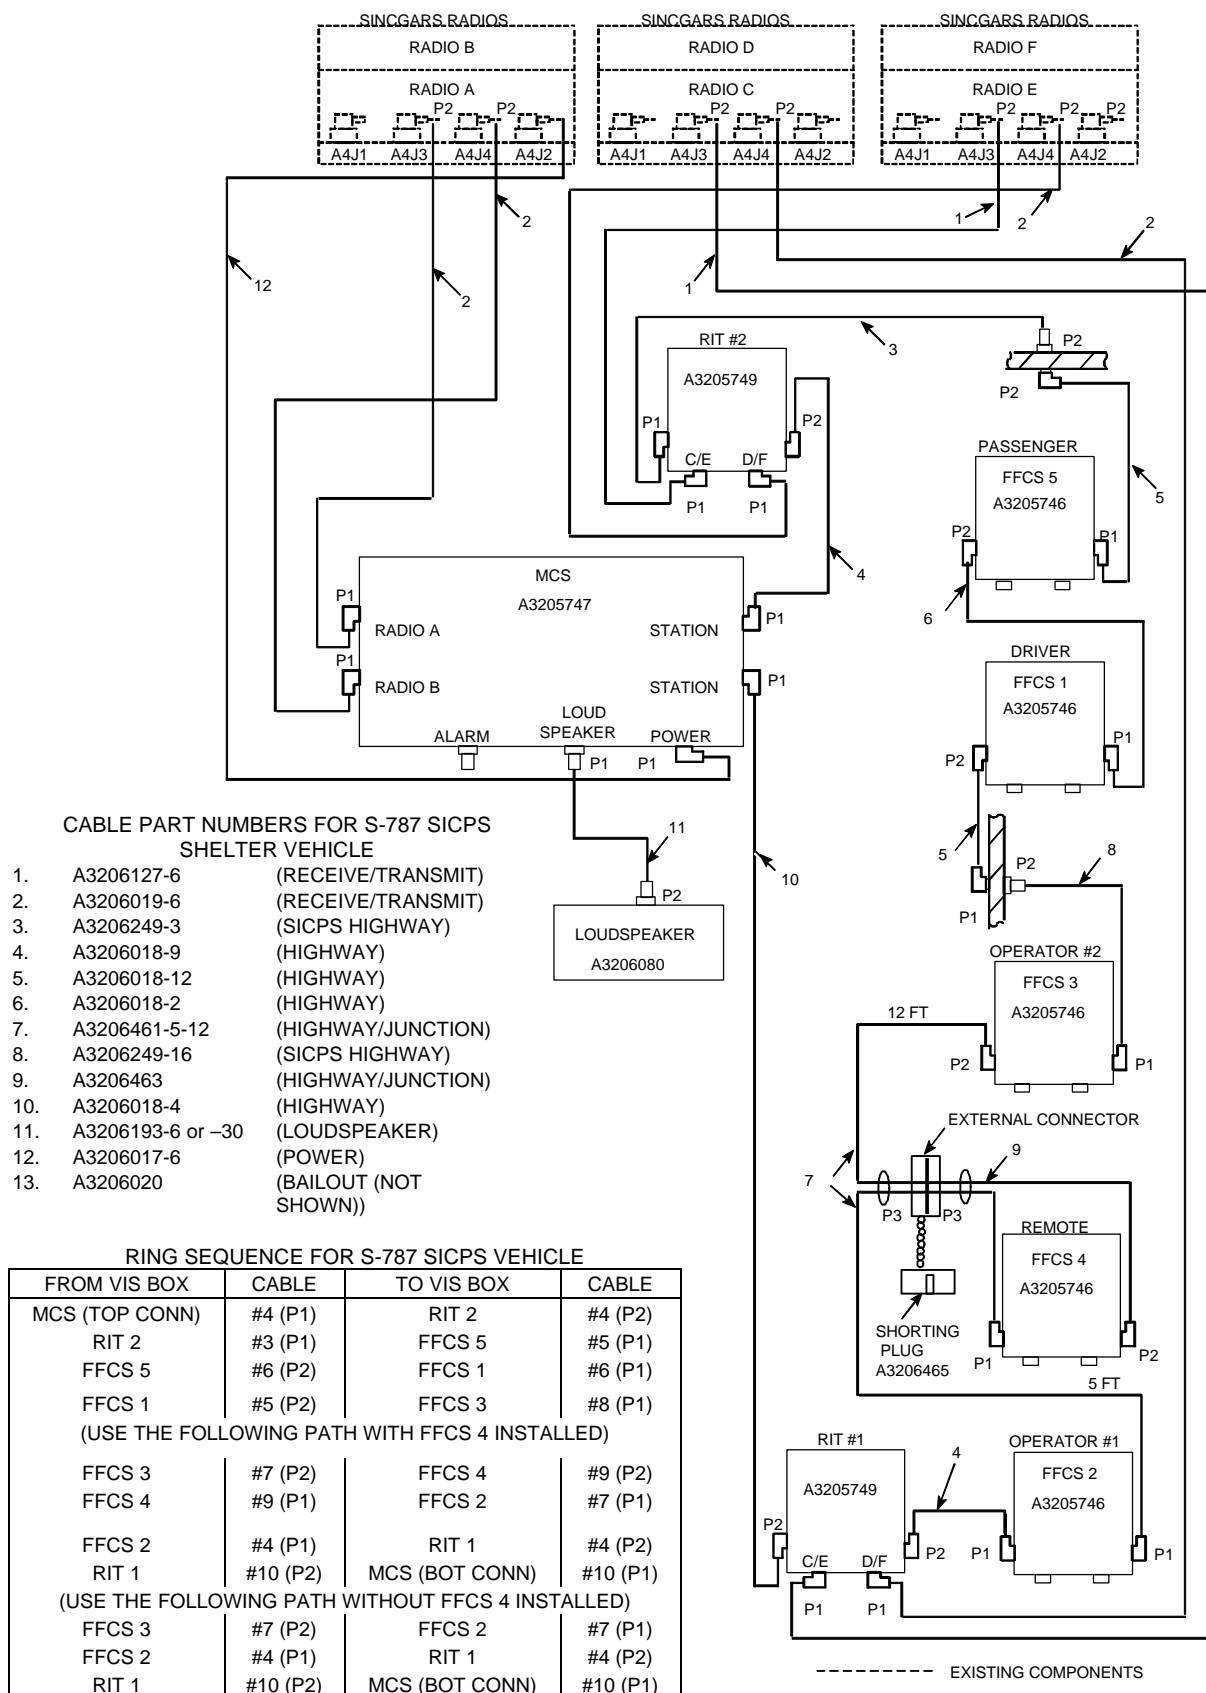 SINCGARS RADIOS
SINCGARS RADIOS
SINCGARS RADIOS
RADIO B
RADIO D
RADIO F
RADIO A
RADIO C
RADIO E
P2 P2
P2 P2
P2 P2 P2
A4J1 A4J3 A4J4 A4J2
A4J1 A4J3 A4J4 A4J2
A4J1 A4J3 A4J4 A4J2
2
1
2
2
12
2
1
3
RIT #2
A3205749
P1
P2
C/E D/F
P1 P1
P2
P2
5
4
PASSENGER
FFCS 5
A3205746
P2
P1
6
MCS
A3205747
P1
RADIO A
STATION
P1
P1
RADIO B
STATION
P1
ALARM
LOUD
SPEAKER
POWER
P1
P1
DRIVER
FFCS 1
A3205746
P2
P1
11
P2
LOUDSPEAKER
A3206080
10
5
P2
8
P1
CABLE PART NUMBERS FOR S-787 SICPS
SHELTER VEHICLE
1. A3206127-6 (RECEIVE/TRANSMIT)
2. A3206019-6 (RECEIVE/TRANSMIT)
3. A3206249-3 (SICPS HIGHWAY)
4. A3206018-9 (HIGHWAY)
5. A3206018-12 (HIGHWAY)
6. A3206018-2 (HIGHWAY)
7. A3206461-5-12 (HIGHWAY/JUNCTION)
8. A3206249-16 (SICPS HIGHWAY)
9. A3206463 (HIGHWAY/JUNCTION)
10. A3206018-4 (HIGHWAY)
11. A3206193-6 or –30 (LOUDSPEAKER)
12. A3206017-6 (POWER)
13. A3206020 (BAILOUT (NOT
SHOWN))
OPERATOR #2
FFCS 3
A3205746
12 FT
P2
P1
EXTERNAL CONNECTOR
7
9
P3
P3
REMOTE
FFCS 4
A3205746
SHORTING
PLUG
A3206465
P1
P2
5 FT
RIT #1
A3205749
P2
P2
C/E D/F
P1 P1
4
OPERATOR #1
FFCS 2
A3205746
P1
P1
RING SEQUENCE FOR S-787 SICPS VEHICLE
FROM VIS BOX CABLE TO VIS BOX CABLE
MCS (TOP CONN) #4 (P1) RIT 2 #4 (P2)
RIT 2 #3 (P1) FFCS 5 #5 (P1)
FFCS 5 #6 (P2) FFCS 1 #6 (P1)
FFCS 1 #5 (P2) FFCS 3 #8 (P1)
(USE THE FOLLOWING PATH WITH FFCS 4 INSTALLED)
FFCS 3 #7 (P2) FFCS 4 #9 (P2)
FFCS 4 #9 (P1) FFCS 2 #7 (P1)
FFCS 2 #4 (P1) RIT 1 #4 (P2)
RIT 1 #10 (P2) MCS (BOT CONN) #10 (P1)
(USE THE FOLLOWING PATH WITHOUT FFCS 4 INSTALLED)
FFCS 3 #7 (P2) FFCS 2 #7 (P1)
FFCS 2 #4 (P1) RIT 1 #4 (P2)
RIT 1 #10 (P2) MCS (BOT CONN) #10 (P1)
EXISTING COMPONENTS